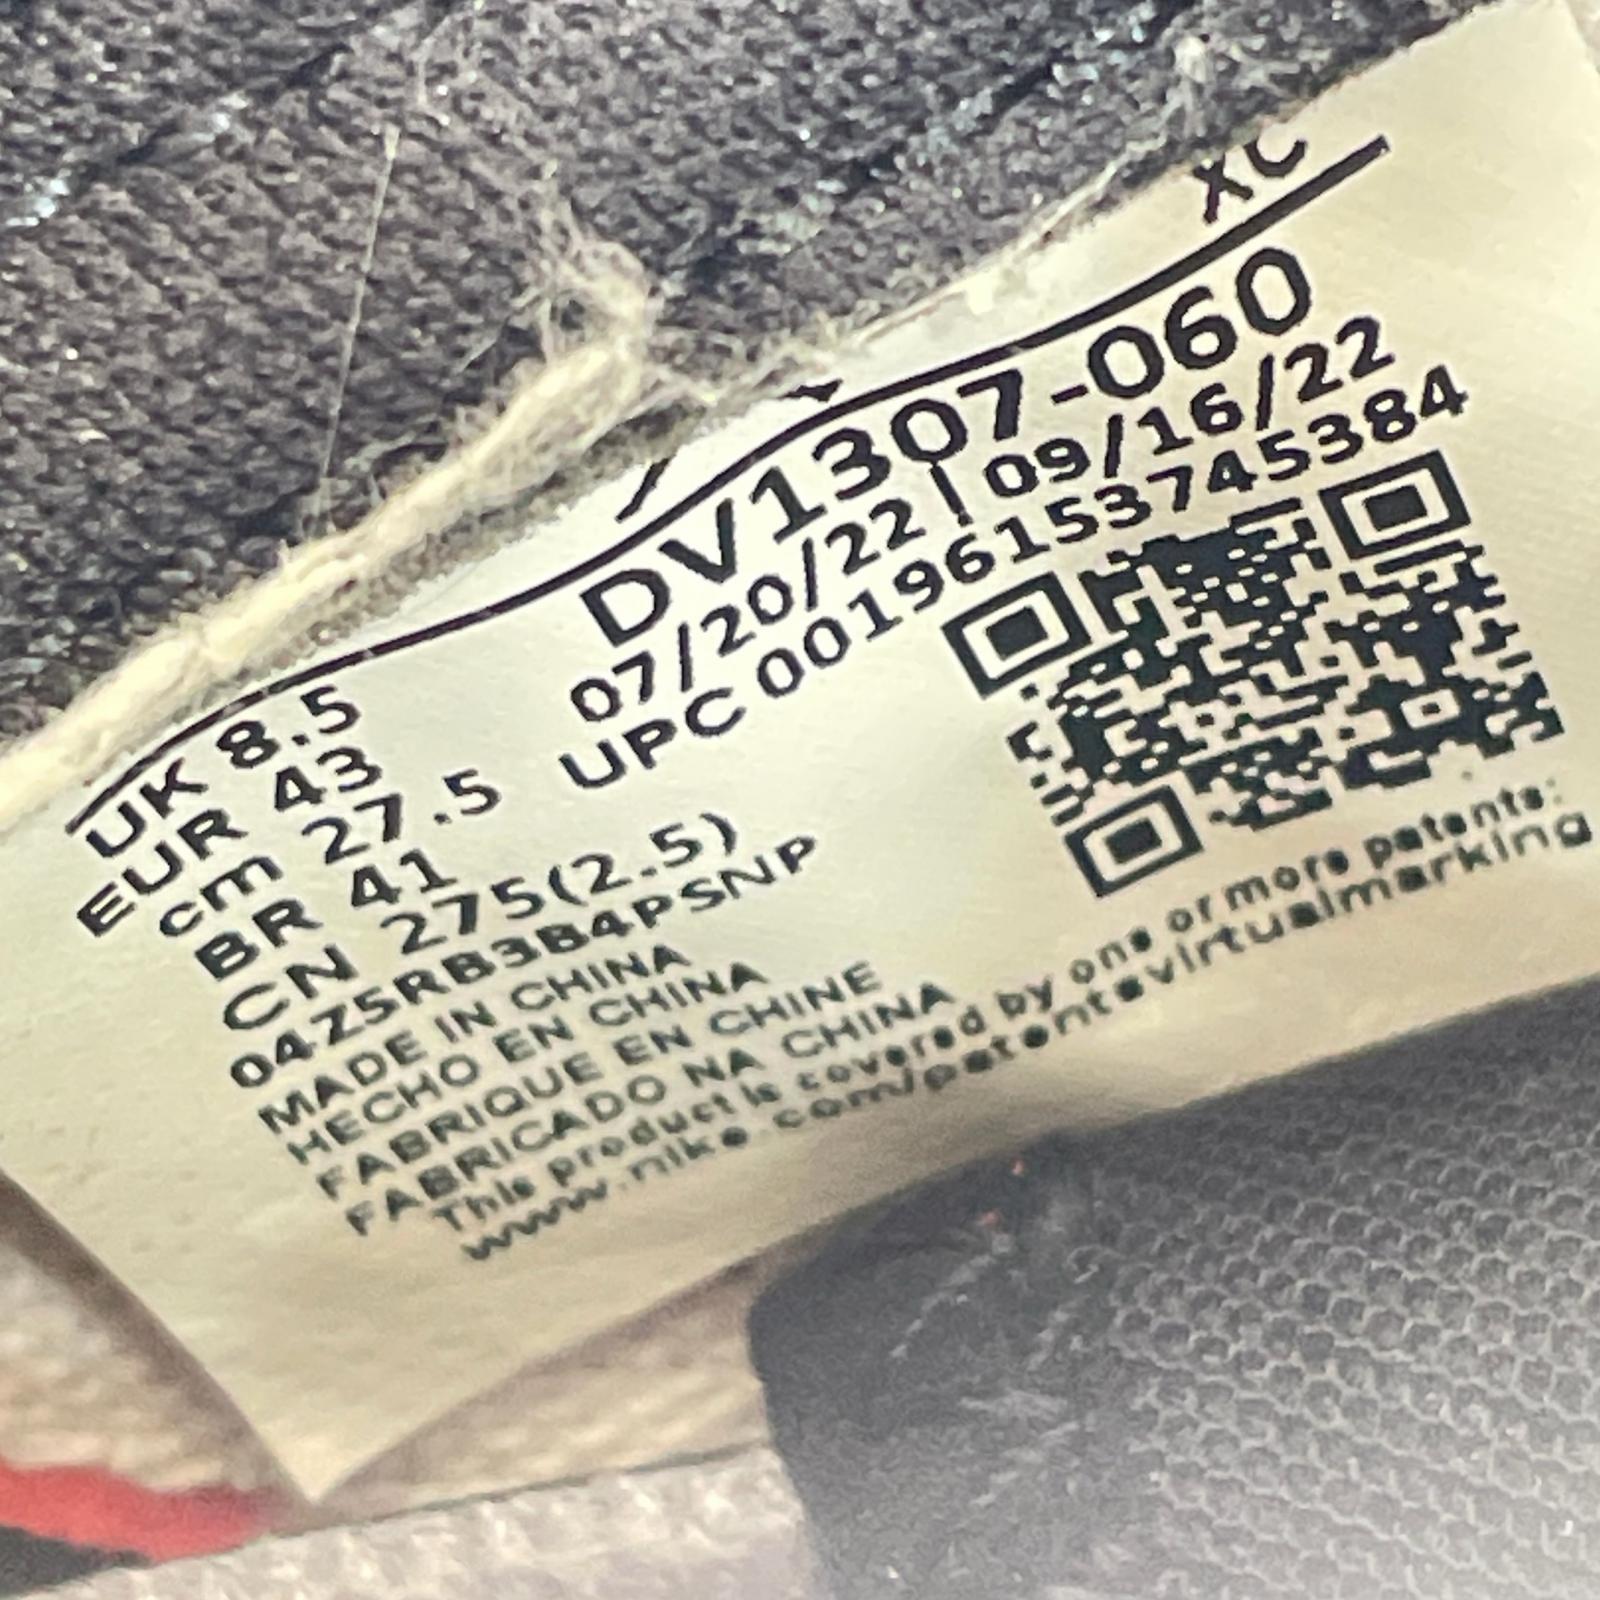 XC
DV1307-060
07/20/22 | 09/16/22
UPC 00196153745384
UK 8.5
EUR 43
cm 27.5
BR 41
CN 275(2.5)
04Z5RB3B4PSNP
MADE IN CHINA
HECHO EN CHINA
FABRIQUE EN CHINE
FABRICADO NA CHINA
This product is covered by one or more patents:
www.nike.com/patentsvirtualmarking